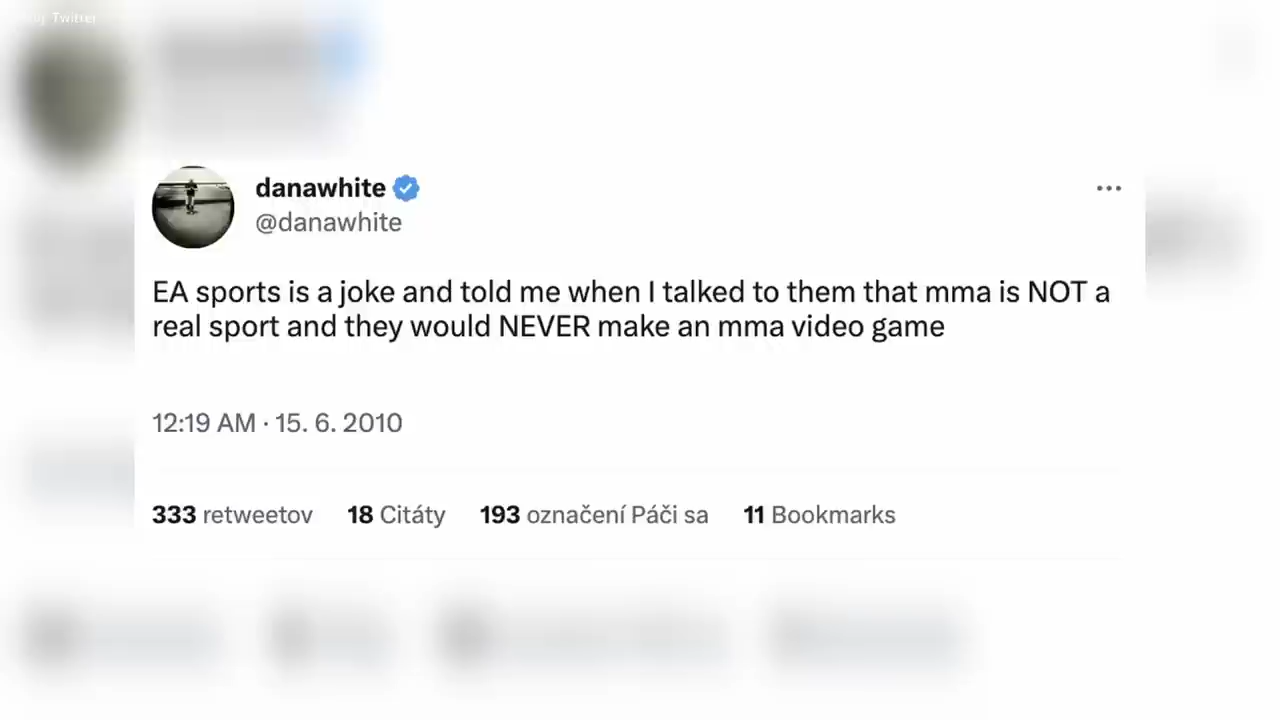 danawhite
@danawhite
EA sports is a joke and told me when I talked to them that mma is NOT a
real sport and they would NEVER make an mma video game
12:19 AM · 15. 6. 2010
333 retweetov 18 Citáty 193 označení Páči sa 11 Bookmarks